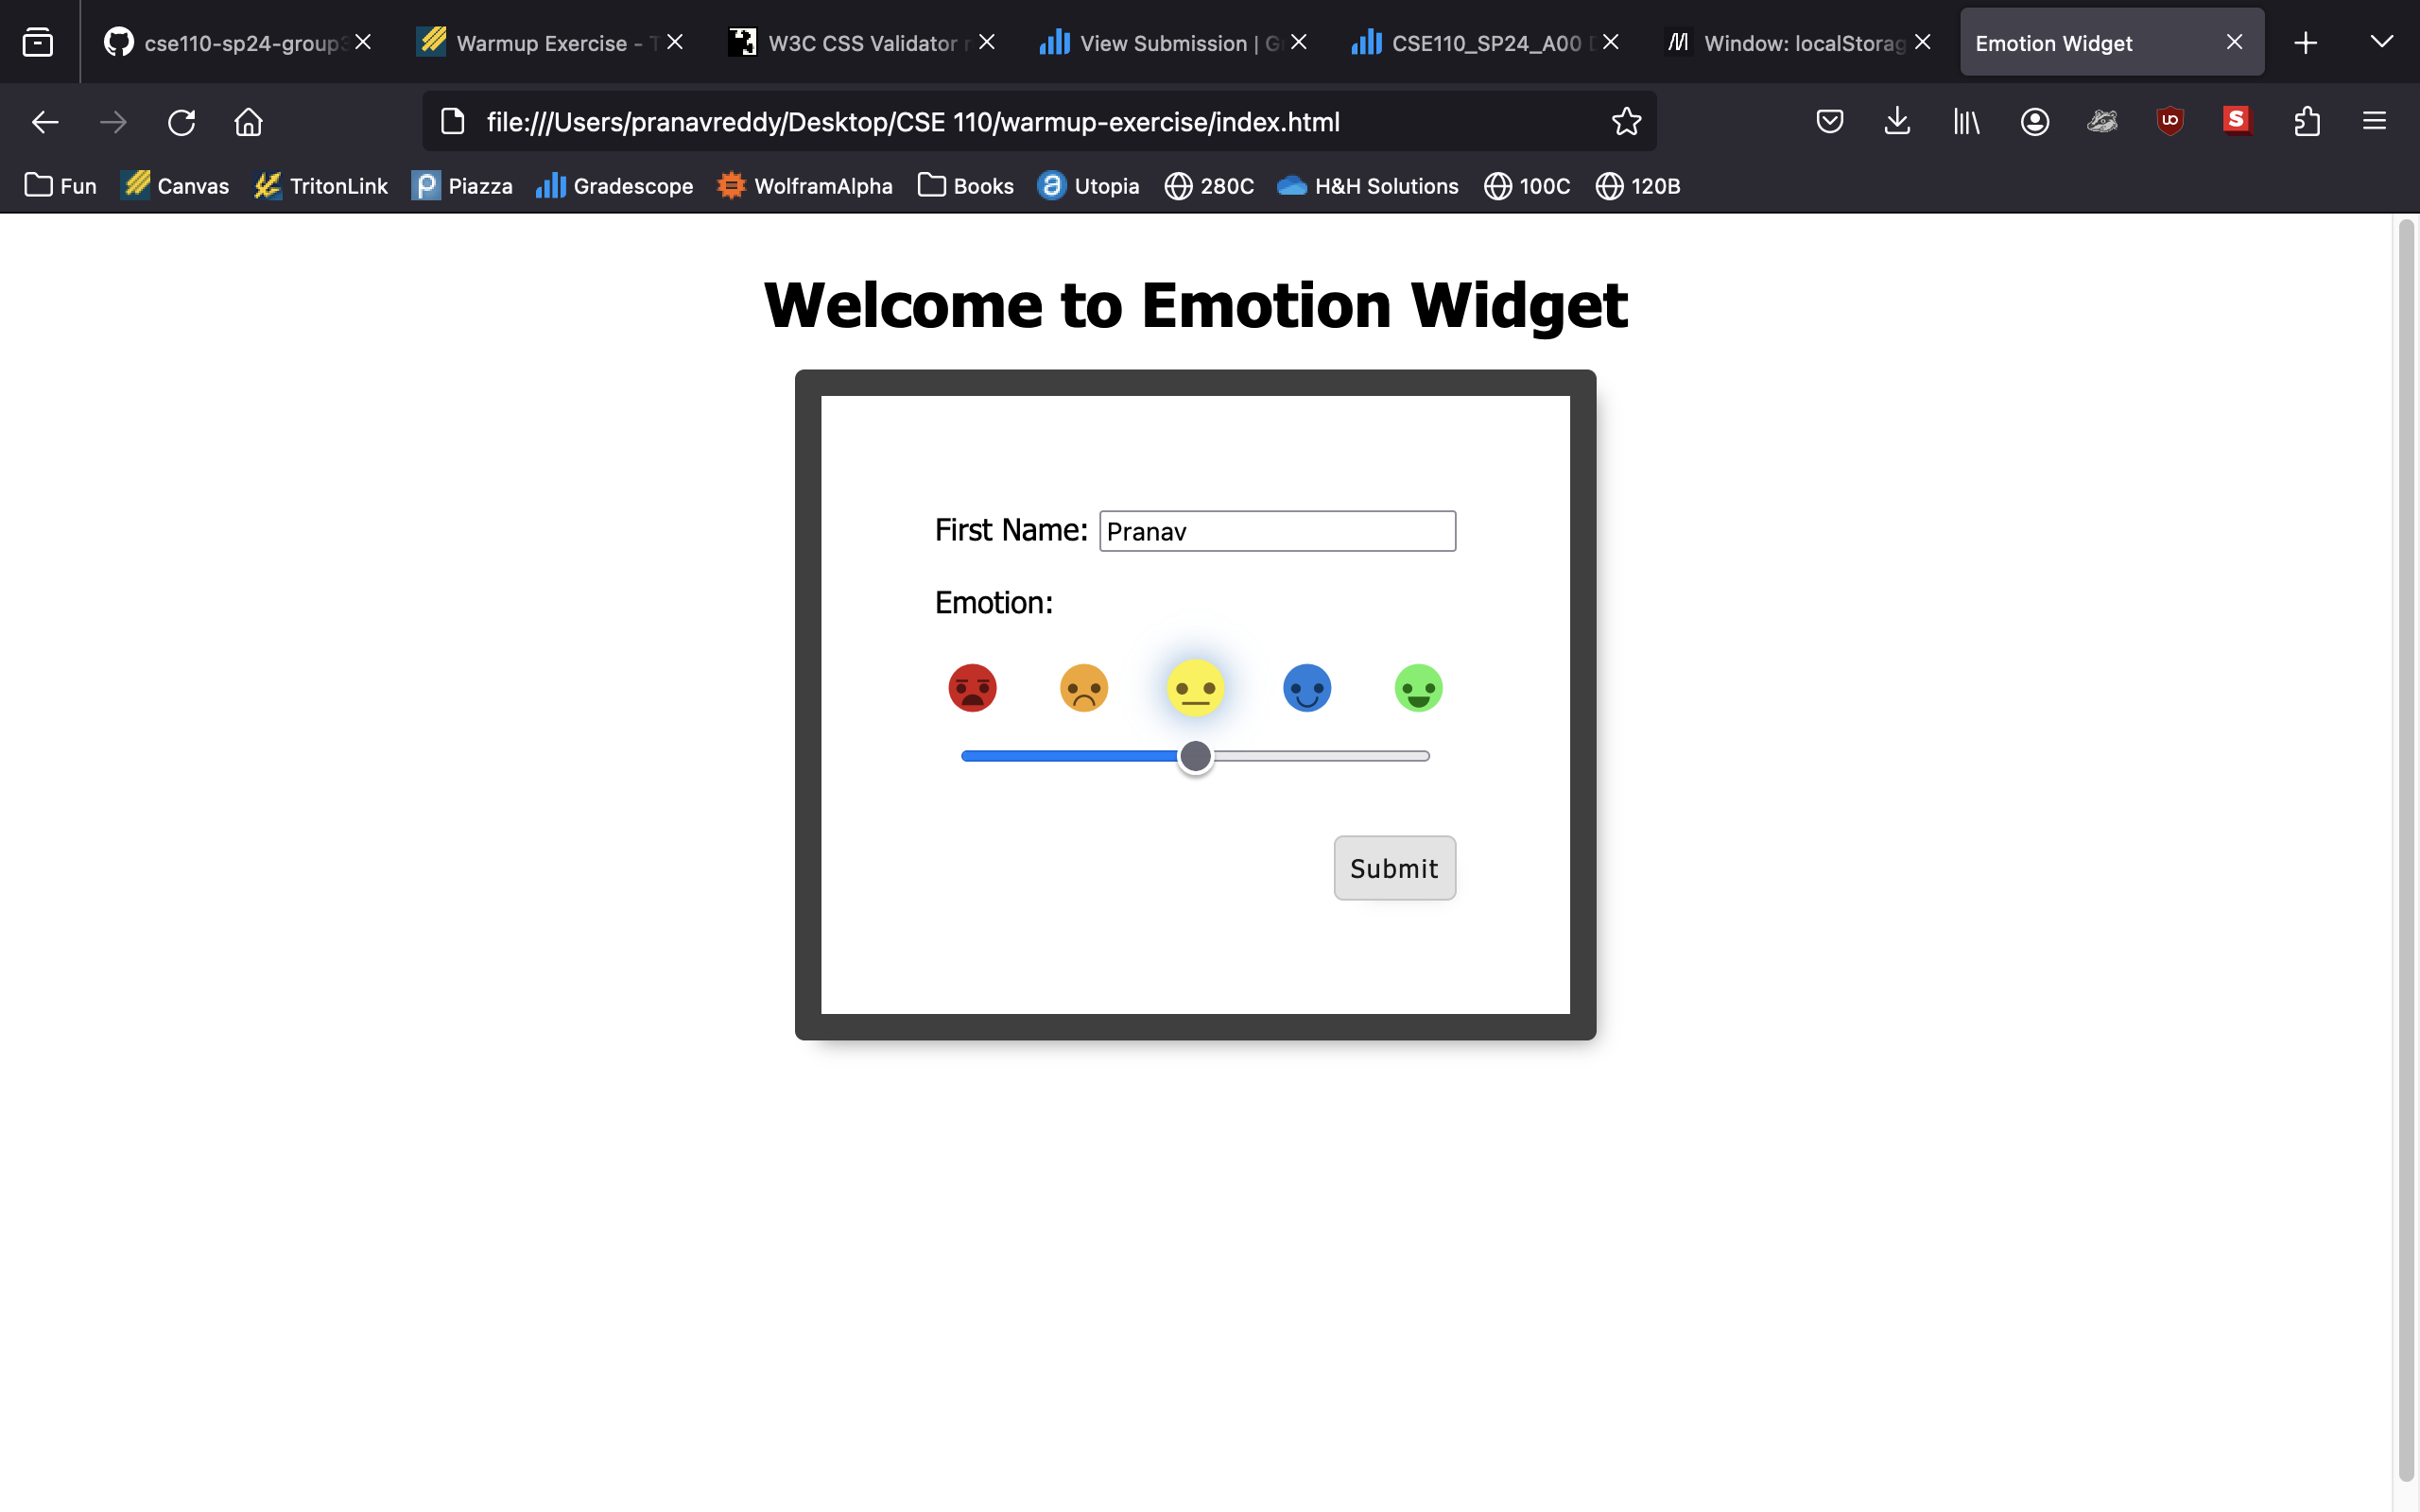 cse110-sp24-group3
Warmup Exercise - T
W3C CSS Validator r
View Submission | Gr
CSE110_SP24_A00
Window: localStorag
Emotion Widget
file:///Users/pranavreddy/Desktop/CSE 110/warmup-exercise/index.html
Fun
Canvas
TritonLink
Piazza
Gradescope
WolframAlpha
Books
Utopia
280C
H&H Solutions
100C
120B
Welcome to Emotion Widget
First Name: Pranav
Emotion:
Submit